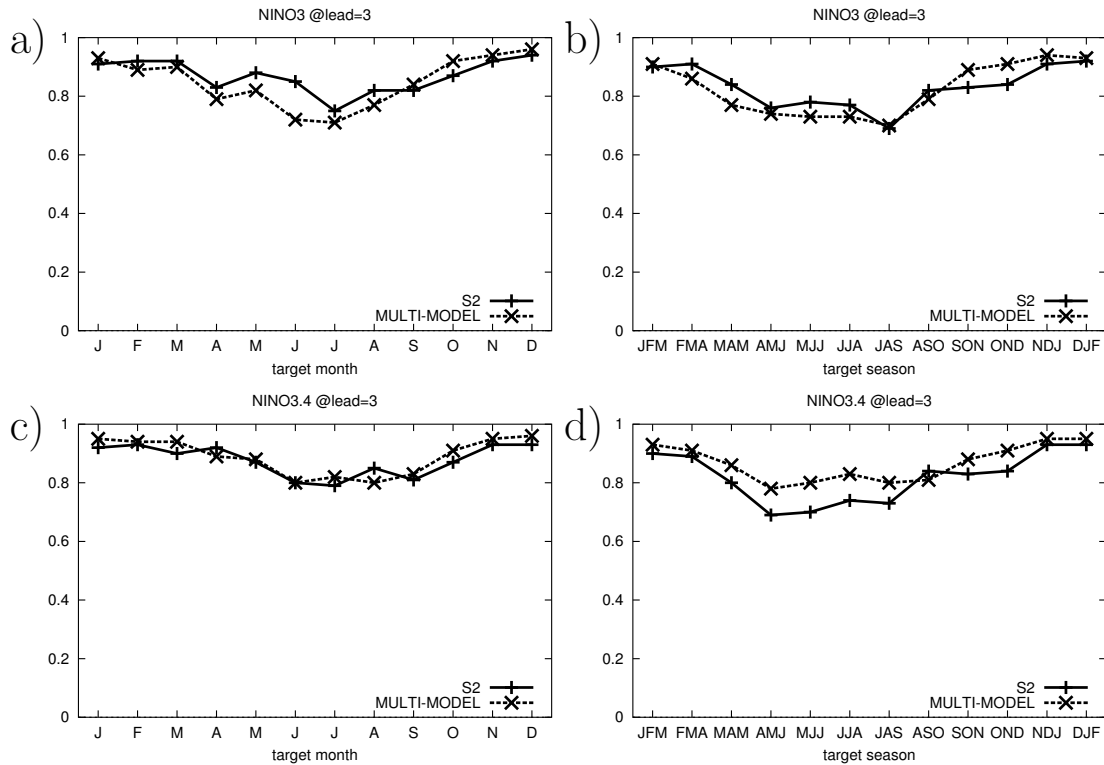 a)
NINO3 @lead=3
1
0.8
0.6
0.4
0.2
0
S2
MULTI-MODEL
J F M A M J J A S O N D
target month
b)
NINO3 @lead=3
1
0.8
0.6
0.4
0.2
0
S2
MULTI-MODEL
JFM FMA MAM AMJ MJJ JJA JAS ASO SON OND NDJ DJF
target season
c)
NINO3.4 @lead=3
1
0.8
0.6
0.4
0.2
0
S2
MULTI-MODEL
J F M A M J J A S O N D
target month
d)
NINO3.4 @lead=3
1
0.8
0.6
0.4
0.2
0
S2
MULTI-MODEL
JFM FMA MAM AMJ MJJ JJA JAS ASO SON OND NDJ DJF
target season